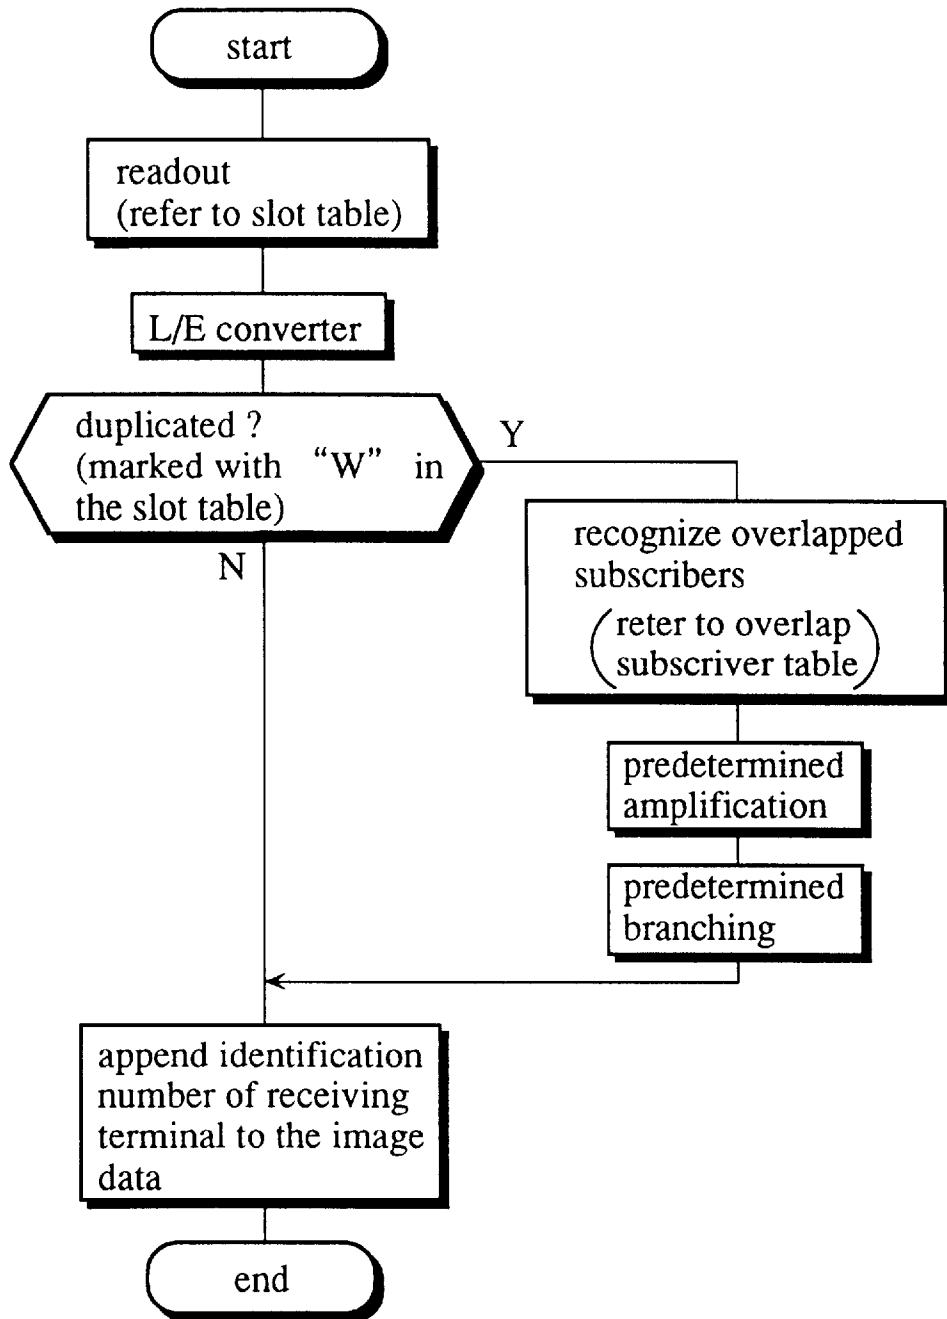 start
readout
(refer to slot table)
L/E converter
duplicated ?
(marked with “W” in
the slot table)
Y
N
recognize overlapped
subscribers
(reter to overlap
subscriver table)
predetermined
amplification
predetermined
branching
append identification
number of receiving
terminal to the image
data
end